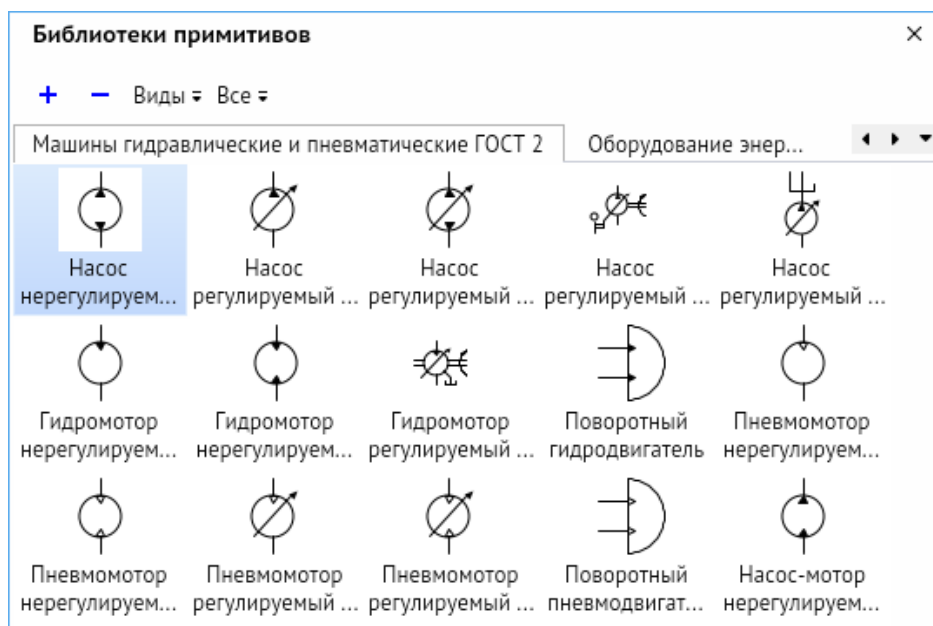 Библиотеки примитивов
Виды Все
Машины гидравлические и пневматические ГОСТ 2 Оборудование энер...
Насос Насос Насос Насос Насос
нерегулируем... регулируемый ... регулируемый ... регулируемый ... регулируемый ...
Гидромотор Гидромотор Гидромотор Поворотный Пневмомотор
нерегулируем... нерегулируем... регулируемый ... гидродвигатель нерегулируем...
Пневмомотор Пневмомотор Пневмомотор Поворотный Насос-мотор
нерегулируем... регулируемый ... регулируемый ... пневмодвигат... нерегулируем...